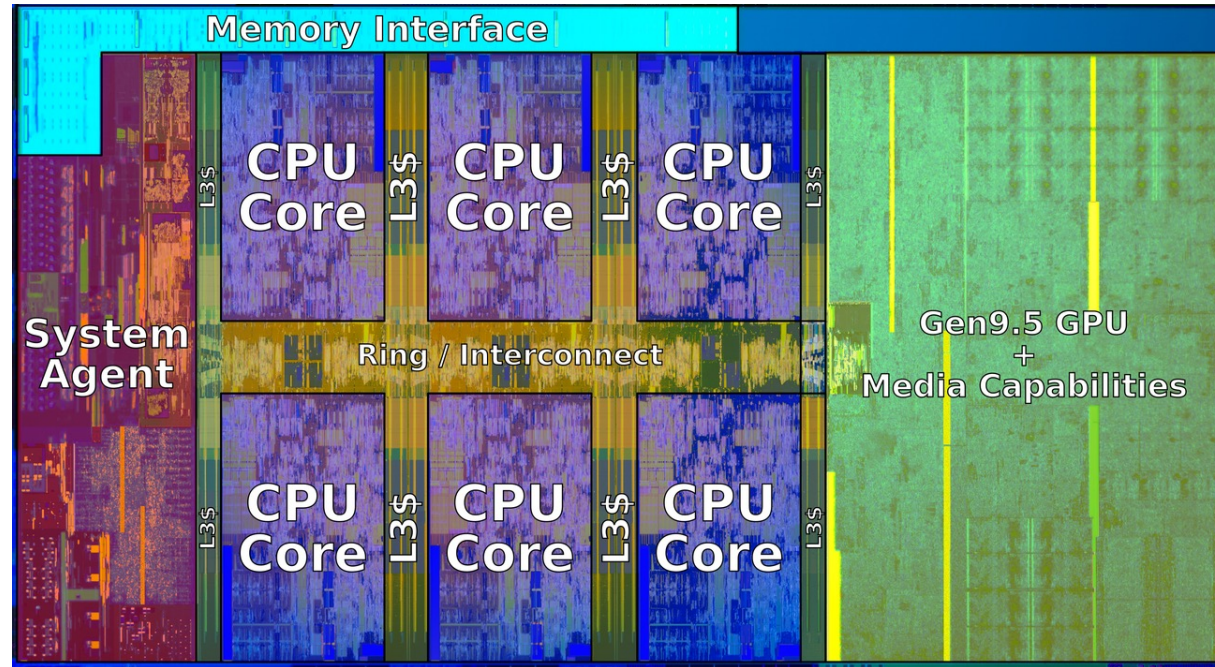 Memory Interface
CPU
Core
CPU
Core
CPU
Core
L3$
L3$
L3$
L3$
System
Agent
Ring / Interconnect
Gen9.5 GPU
+
Media Capabilities
CPU
Core
CPU
Core
CPU
Core
L3$
L3$
L3$
L3$